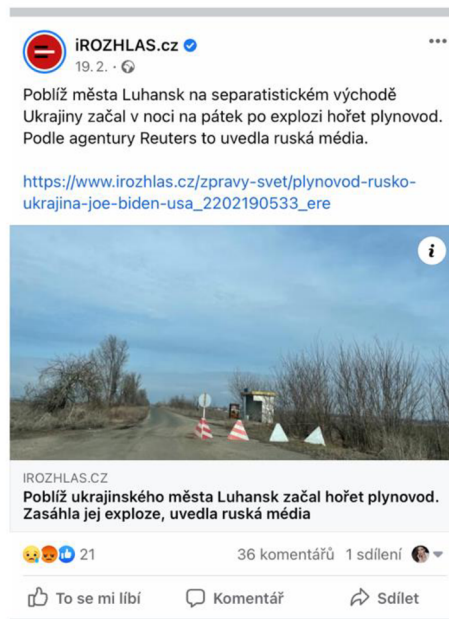 iROZHLAS.cz
19. 2. ·
Poblíž města Luhansk na separatistickém východě
Ukrajiny začal v noci na pátek po explozi hořet plynovod.
Podle agentury Reuters to uvedla ruská média.
https://www.irozhlas.cz/zpravy-svet/plynovod-rusko-
ukrajina-joe-biden-usa_2202190533_ere
i
IROZHLAS.CZ
Poblíž ukrajinského města Luhansk začal hořet plynovod.
Zasáhla jej exploze, uvedla ruská média
21 36 komentářů 1 sdílení
To se mi líbí Komentář Sdílet